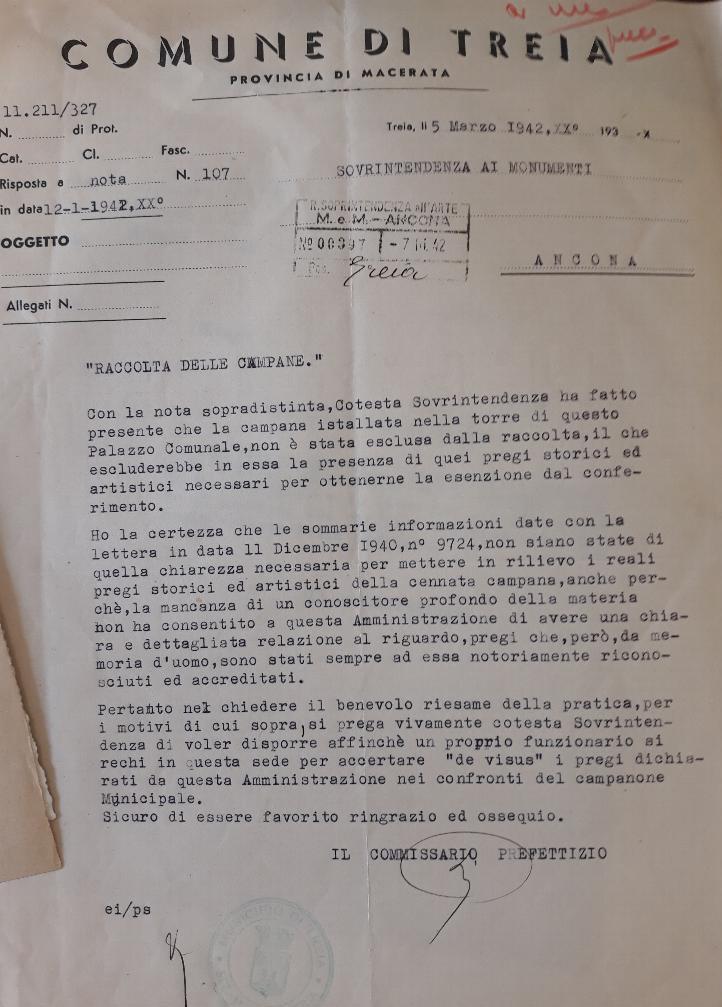 COMUNE DI TREIA
PROVINCIA DI MACERATA
11.211/327
N. di Prot.
Cat. Cl. Fasc.
Risposta a nota N. 107
in data 12-1-1942,XX°
OGGETTO
Allegati N.
Treia, li 5 Marzo 1942,XX° 193
SOVRINTENDENZA AI MONUMENTI
R. SOPRINTENDENZA ALL'ARTE
M. e M. - ANCONA
Treia
ANCONA
"RACCOLTA DELLE CAMPANE."
Con la nota sopradistinta,Cotesta Sovrintendenza ha fatto
presente che la campana istallata nella torre di questo
Palazzo Comunale,non è stata esclusa dalla raccolta,il che
escluderebbe in essa la presenza di quei pregi storici ed
artistici necessari per ottenerne la esenzione dal confe-
rimento.
Ho la certezza che le sommarie informazioni date con la
lettera in data 11 Dicembre 1940,n° 9724,non siano state di
quella chiarezza necessaria per mettere in rilievo i reali
pregi storici ed artistici della cennata campana,anche per-
chè,la mancanza di un conoscitore profondo della materia
non ha consentito a questa Amministrazione di avere una chia-
ra e dettagliata relazione al riguardo,pregi che,però,da me-
moria d'uomo,sono stati sempre ad essa notoriamente ricono-
sciuti ed accreditati.
Pertanto nel chiedere il benevolo riesame della pratica,per
i motivi di cui sopra,si prega vivamente cotesta Sovrinten-
denza di voler disporre affinchè un proprio funzionario si
rechi in questa sede per accertare "de visus" i pregi dichia-
rati da questa Amministrazione nei confronti del campanone
Municipale.
Sicuro di essere favorito ringrazio ed ossequio.
IL COMMISSARIO PREFETTIZIO
ei/ps
MUNICIPIO DI TREIA